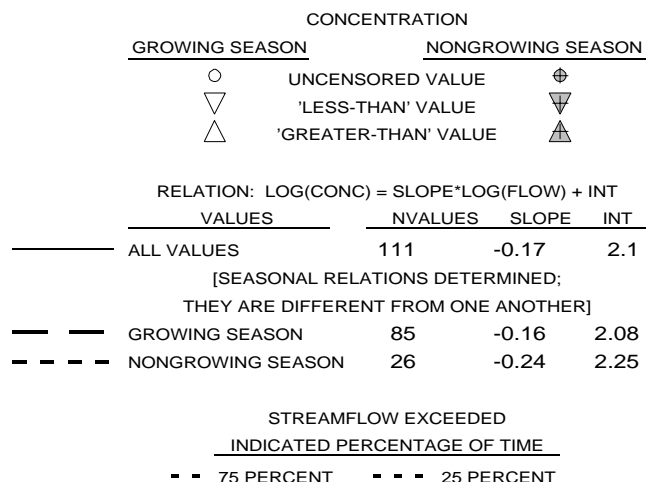 CONCENTRATION
GROWING SEASON NONGROWING SEASON
UNCENSORED VALUE
'LESS-THAN' VALUE
'GREATER-THAN' VALUE
RELATION: LOG(CONC) = SLOPE*LOG(FLOW) + INT
VALUES NVALUES SLOPE INT
ALL VALUES 111 -0.17 2.1
[SEASONAL RELATIONS DETERMINED;
THEY ARE DIFFERENT FROM ONE ANOTHER]
GROWING SEASON 85 -0.16 2.08
NONGROWING SEASON 26 -0.24 2.25
STREAMFLOW EXCEEDED
INDICATED PERCENTAGE OF TIME
75 PERCENT 25 PERCENT